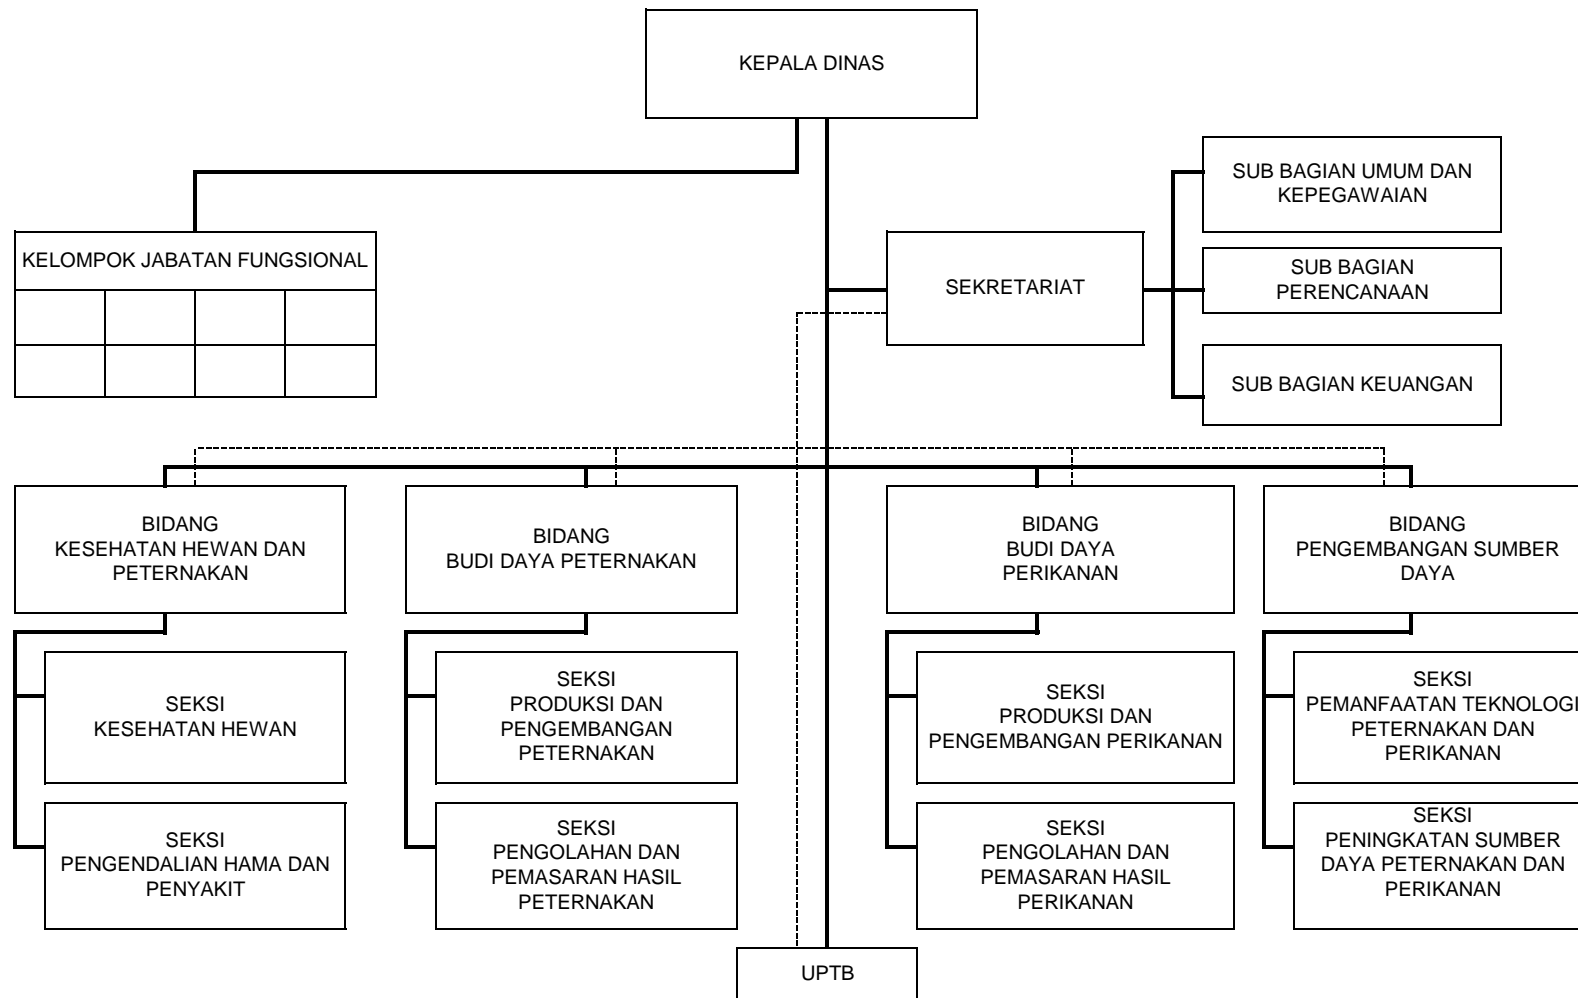 KEPALA DINAS
SUB BAGIAN UMUM DAN
KEPEGAWAIAN
KELOMPOK JABATAN FUNGSIONAL
SEKRETARIAT
SUB BAGIAN
PERENCANAAN
SUB BAGIAN KEUANGAN
BIDANG
KESEHATAN HEWAN DAN
PETERNAKAN
BIDANG
BUDI DAYA PETERNAKAN
BIDANG
BUDI DAYA
PERIKANAN
BIDANG
PENGEMBANGAN SUMBER
DAYA
SEKSI
KESEHATAN HEWAN
SEKSI
PRODUKSI DAN
PENGEMBANGAN
PETERNAKAN
SEKSI
PRODUKSI DAN
PENGEMBANGAN PERIKANAN
SEKSI
PEMANFAATAN TEKNOLOGI
PETERNAKAN DAN
PERIKANAN
SEKSI
PENGENDALIAN HAMA DAN
PENYAKIT
SEKSI
PENGOLAHAN DAN
PEMASARAN HASIL
PETERNAKAN
SEKSI
PENGOLAHAN DAN
PEMASARAN HASIL
PERIKANAN
SEKSI
PENINGKATAN SUMBER
DAYA PETERNAKAN DAN
PERIKANAN
UPTB